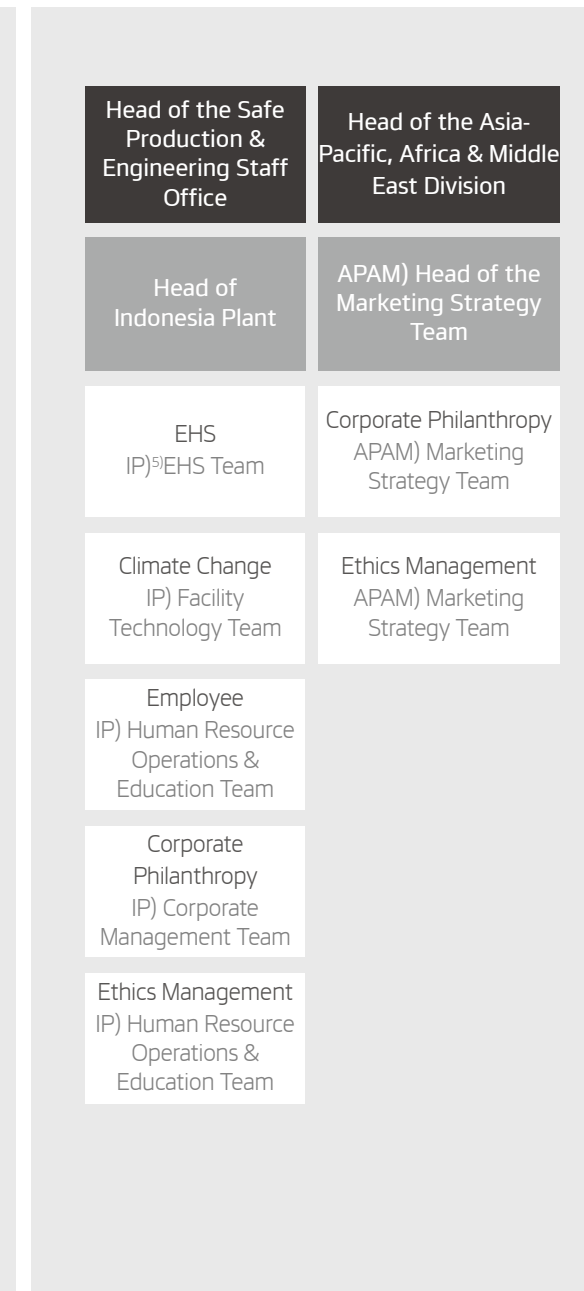 Head of the Safe
Production &
Engineering Staff
Office
Head of
Indonesia Plant
EHS
IP)5)EHS Team
Climate Change
IP) Facility
Technology Team
Employee
IP) Human Resource
Operations &
Education Team
Corporate
Philanthropy
IP) Corporate
Management Team
Ethics Management
IP) Human Resource
Operations &
Education Team
Head of the Asia-
Pacific, Africa & Middle
East Division
APAM) Head of the
Marketing Strategy
Team
Corporate Philanthropy
APAM) Marketing
Strategy Team
Ethics Management
APAM) Marketing
Strategy Team